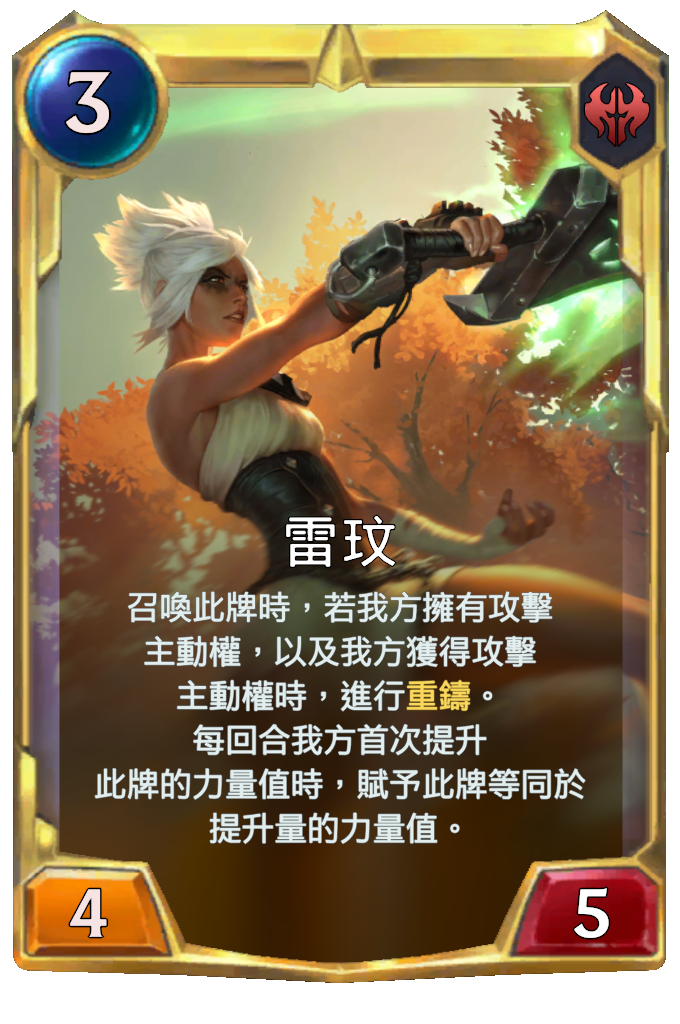 3
雷玟
召喚此牌時，若我方擁有攻擊
主動權，以及我方獲得攻擊
主動權時，進行重鑄。
每回合我方首次提升
此牌的力量值時，賦予此牌等同於
提升量的力量值。
4
5